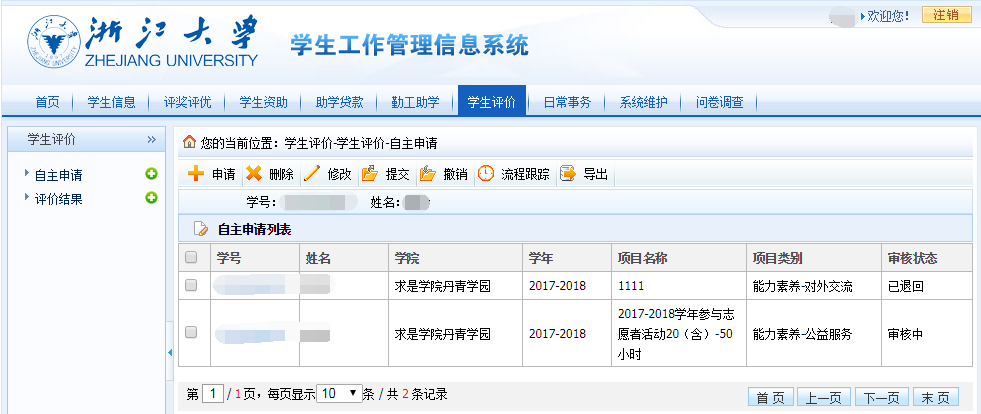 欢迎您! 注销
浙江大学
ZHEJIANG UNIVERSITY
学生工作管理信息系统
首页 学生信息 评奖评优 学生资助 助学贷款 勤工助学 学生评价 日常事务 系统维护 问卷调查
学生评价 »
自主申请
评价结果
您的当前位置：学生评价-学生评价-自主申请
申请 删除 修改 提交 撤销 流程跟踪 导出
学号： 姓名：
自主申请列表
学号 姓名 学院 学年 项目名称 项目类别 审核状态
求是学院丹青学园 2017-2018 1111 能力素养-对外交流 已退回
求是学院丹青学园 2017-2018 2017-2018学年参与志
愿者活动20（含）-50
小时 能力素养-公益服务 审核中
第 1 / 1 页，每页显示 10 条 / 共 2 条记录
首 页 上一页 下一页 末 页